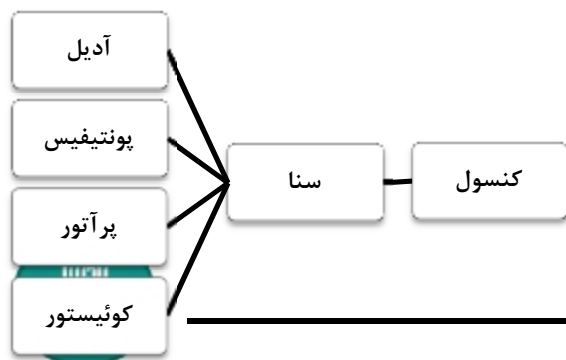 کنسول
سنا
آدیل
پونتیفیس
پرآتور
کوئیستور